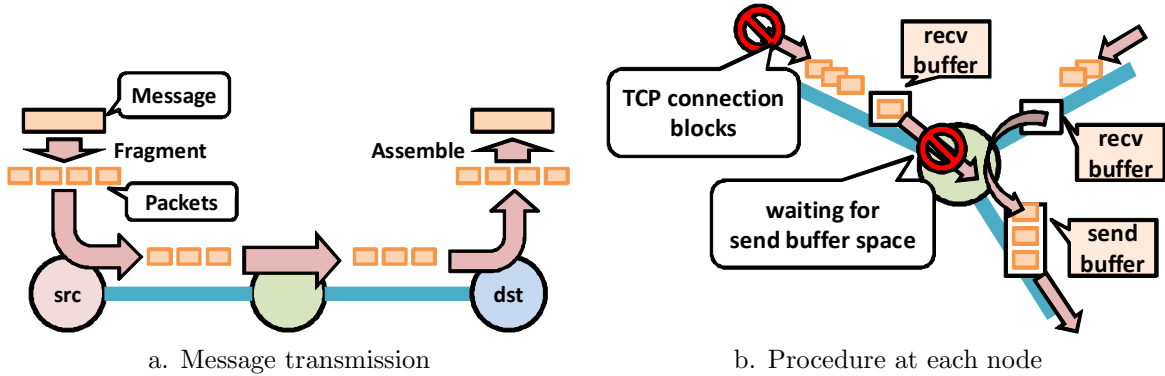 Message
Fragment
Packets
Assemble
src
dst
a. Message transmission
recv
buffer
TCP connection
blocks
recv
buffer
waiting for
send buffer space
send
buffer
b. Procedure at each node